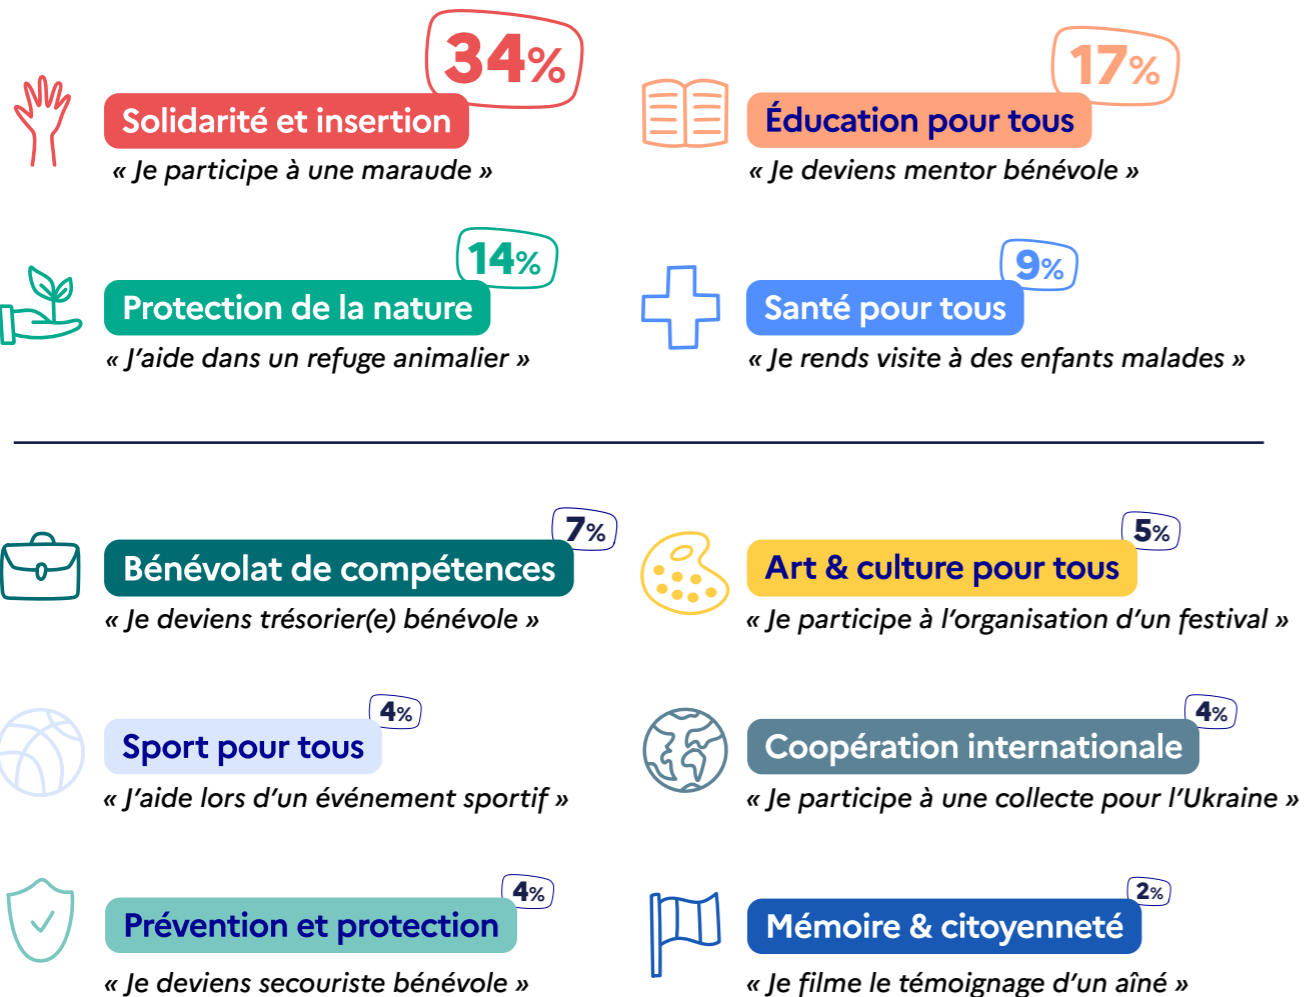 34%
Solidarité et insertion
« Je participe à une maraude »
17%
Éducation pour tous
« Je deviens mentor bénévole »
14%
Protection de la nature
« J’aide dans un refuge animalier »
9%
Santé pour tous
« Je rends visite à des enfants malades »
7%
Bénévolat de compétences
« Je deviens trésorier(e) bénévole »
5%
Art & culture pour tous
« Je participe à l’organisation d’un festival »
4%
Sport pour tous
« J’aide lors d’un événement sportif »
4%
Coopération internationale
« Je participe à une collecte pour l’Ukraine »
4%
Prévention et protection
« Je deviens secouriste bénévole »
2%
Mémoire & citoyenneté
« Je filme le témoignage d’un aîné »